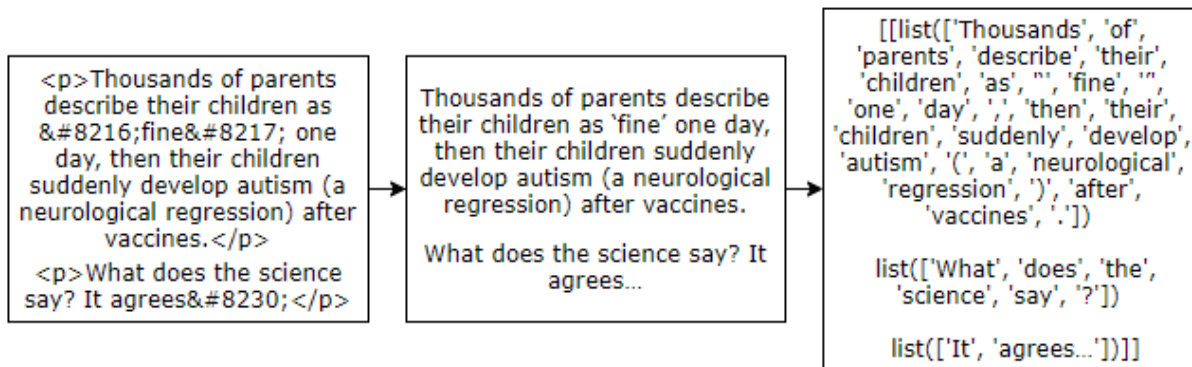 <p>Thousands of parents
describe their children as
&#8216;fine&#8217; one
day, then their children
suddenly develop autism (a
neurological regression) after
vaccines.</p>
<p>What does the science
say? It agrees&#8230;</p>
Thousands of parents describe
their children as ‘fine’ one day,
then their children suddenly
develop autism (a neurological
regression) after vaccines.
What does the science say? It
agrees…
[[list(['Thousands', 'of',
'parents', 'describe', 'their',
'children', 'as', '‘', 'fine', '’',
'one', 'day', ',', 'then', 'their',
'children', 'suddenly', 'develop',
'autism', '(', 'a', 'neurological',
'regression', ')', 'after',
'vaccines', '.'])
list(['What', 'does', 'the',
'science', 'say', '?'])
list(['It', 'agrees…'])]]